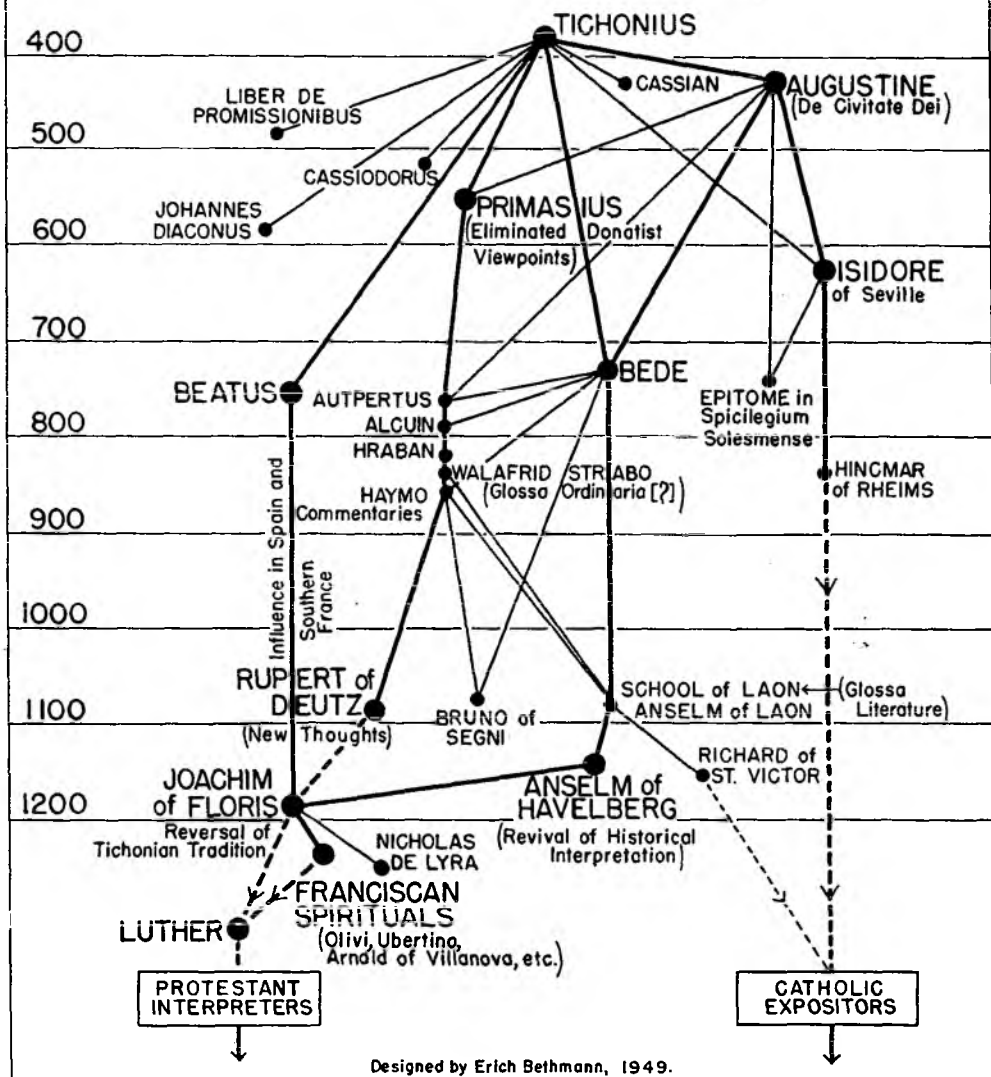 TICHONIUS
400
CASSIAN
AUGUSTINE
(De Civitate Dei)
LIBER DE
PROMISSIONIBUS
500
CASSIODORUS
JOHANNES
DIACONUS
PRIMASIUS
(Eliminated Donatist
Viewpoints)
600
ISIDORE
of Seville
700
BEATUS
BEDE
AUTPERTUS
ALCUIN
HRABAN
EPITOME in
Spicilegium
Solesmense
800
WALAFRID STRABO
(Glossa Ordinaria [?])
HAYMO
Commentaries
HINCMAR
of RHEIMS
900
Influence in Spain and
Southern
France
1000
RUPERT of
DEUTZ
(New Thoughts)
BRUNO of
SEGNI
SCHOOL of LAON
ANSELM of LAON
(Glossa
Literature)
1100
RICHARD of
ST. VICTOR
JOACHIM
of FLORIS
Reversal of
Tichonian Tradition
ANSELM of
HAVELBERG
(Revival of Historical
Interpretation)
1200
NICHOLAS
DE LYRA
FRANCISCAN
SPIRITUALS
(Olivi, Ubertino,
Arnold of Villanova, etc.)
LUTHER
PROTESTANT
INTERPRETERS
CATHOLIC
EXPOSITORS
Designed by Erich Bethmann, 1949.